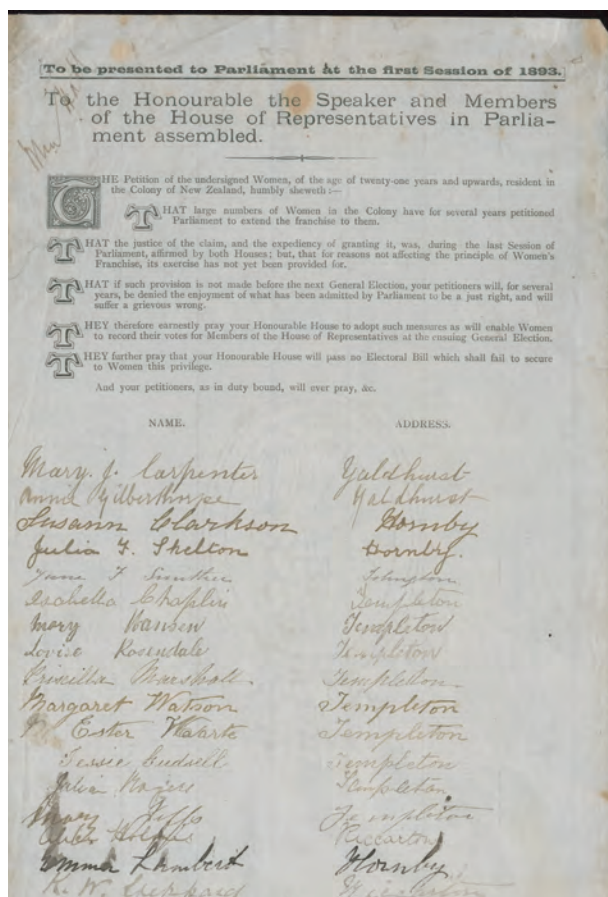 To be presented to Parliament at the first Session of 1893.
To the Honourable the Speaker and Members
of the House of Representatives in Parlia-
ment assembled.
THE Petition of the undersigned Women, of the age of twenty-one years and upwards, resident in
the Colony of New Zealand, humbly sheweth :—
THAT large numbers of Women in the Colony have for several years petitioned
Parliament to extend the franchise to them.
THAT the justice of the claim, and the expediency of granting it, was, during the last Session of
Parliament, affirmed by both Houses; but, that for reasons not affecting the principle of Women's
Franchise, its exercise has not yet been provided for.
THAT if such provision is not made before the next General Election, your petitioners will, for several
years, be denied the enjoyment of what has been admitted by Parliament to be a just right, and will
suffer a grievous wrong.
THEY therefore earnestly pray your Honourable House to adopt such measures as will enable Women
to record their votes for Members of the House of Representatives at the ensuing General Election.
THEY further pray that your Honourable House will pass no Electoral Bill which shall fail to secure
to Women this privilege.
And your petitioners, as in duty bound, will ever pray, &c.
NAME. ADDRESS.
Mary. J. Carpenter Yaldhurst
Annie Gilberthorpe Yaldhurst
Susann Clarkson Hornby
Julia F. Shelton Hornby.
Jane Islington
Isabella Chaplin Templeton
Mary Hansen Templeton
Louise Rosendale Templeton
Priscilla Marshall. Templeton
Margaret Watson Templeton
M Ester Templeton
Jessie Templeton
Julia Rogers Templeton
Mary Templeton
Riccarton
Emma Lambert Hornby
K. W. Sheppard Riccarton